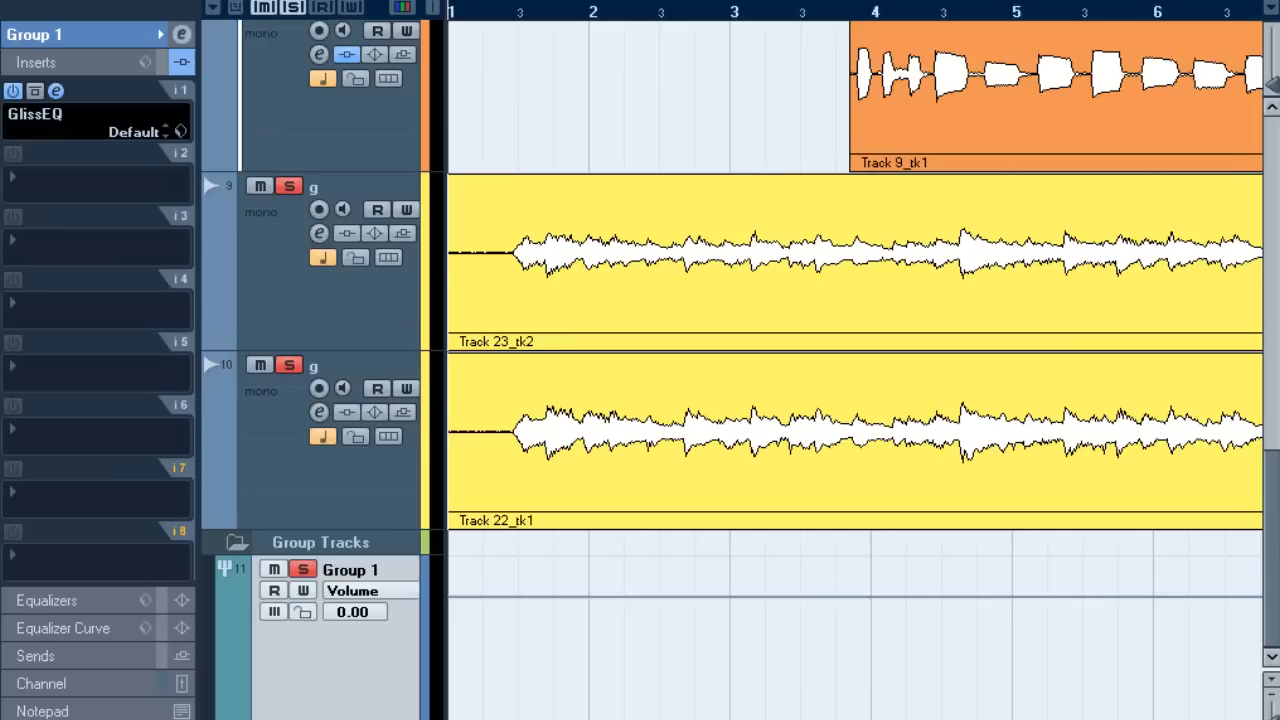 [M] [S] [R] [W]
1 3 2 3 3 3 4 3 5 3 6 3
Group 1 e
mono R W
Inserts
e
i 1
e
GlissEQ
Default
i 2
Track 9_tk1
9 m S g
i 3
mono R W
e
i 4
i 5
Track 23_tk2
10 m S g
mono R W
i 6
e
i 7
Track 22_tk1
i 8
Group Tracks
11 m S Group 1
R W Volume
Equalizers
0.00
Equalizer Curve
Sends
Channel
Notepad